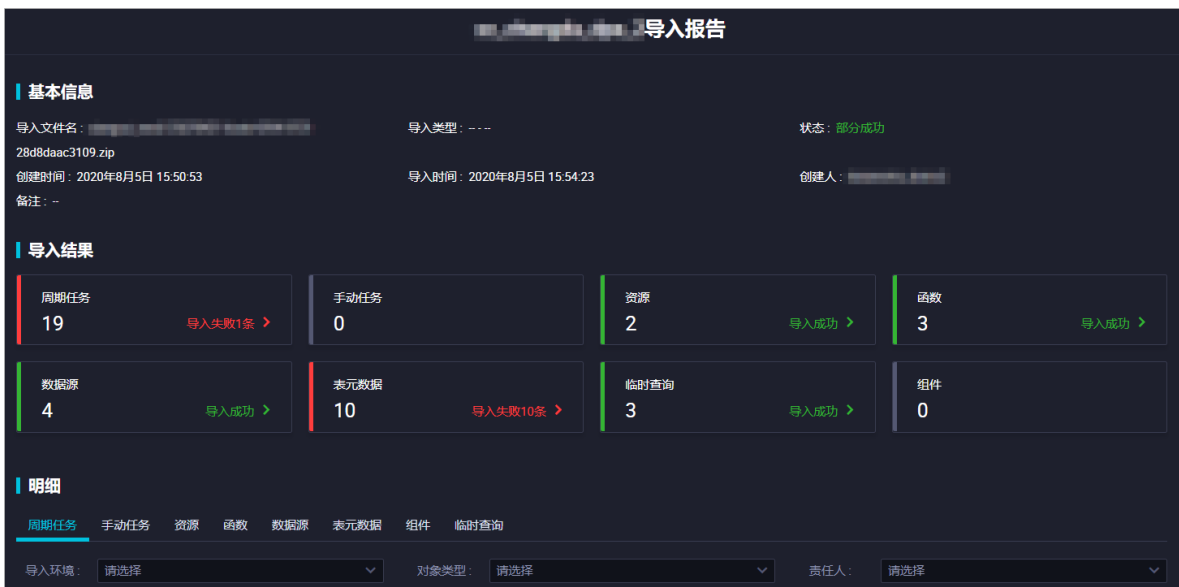 导入报告
基本信息
导入文件名 : 
28d8daac3109.zip
导入类型 : ---
状态 : 部分成功
创建时间 : 2020年8月5日 15:50:53
导入时间 : 2020年8月5日 15:54:23
创建人 :
备注 : --
导入结果
周期任务
19 导入失败1条 >
手动任务
0
资源
2 导入成功 >
函数
3 导入成功 >
数据源
4 导入成功 >
表元数据
10 导入失败10条 >
临时查询
3 导入成功 >
组件
0
明细
周期任务 手动任务 资源 函数 数据源 表元数据 组件 临时查询
导入环境 : 请选择 对象类型 : 请选择 责任人 : 请选择